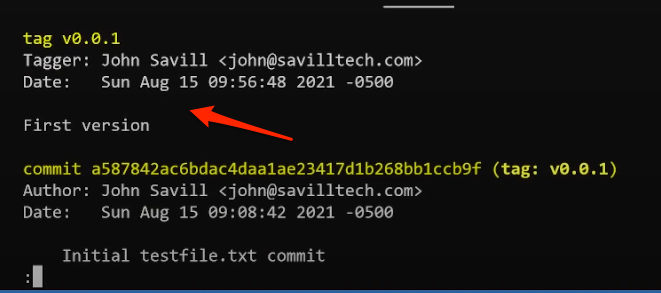 tag v0.0.1
Tagger: John Savill <john@savilltech.com>
Date:   Sun Aug 15 09:56:48 2021 -0500
First version
commit a587842ac6bdac4daa1ae23417d1b268bb1ccb9f (tag: v0.0.1)
Author: John Savill <john@savilltech.com>
Date:   Sun Aug 15 09:08:42 2021 -0500
    Initial testfile.txt commit
: